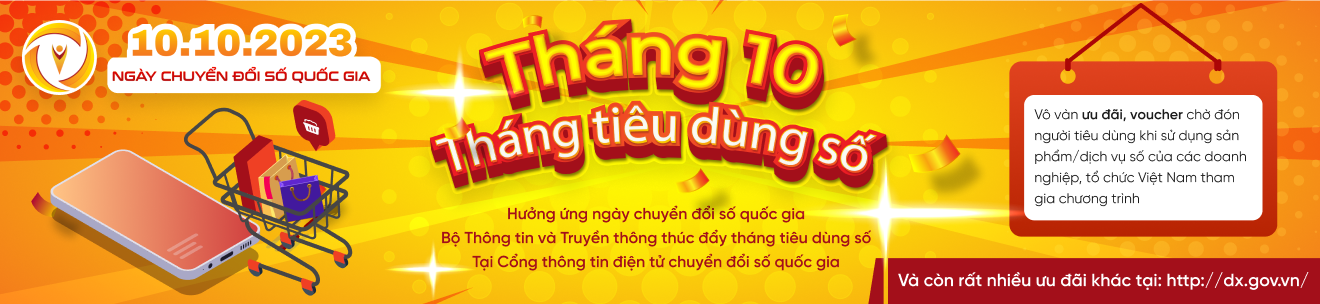 10.10.2023
NGÀY CHUYỂN ĐỔI SỐ QUỐC GIA
Tháng 10
Tháng tiêu dùng số
Hưởng ứng ngày chuyển đổi số quốc gia
Bộ Thông tin và Truyền thông thúc đẩy tháng tiêu dùng số
Tại Cổng thông tin điện tử chuyển đổi số quốc gia
Vô vàn ưu đãi, voucher chờ đón
người tiêu dùng khi sử dụng sản
phẩm/dịch vụ số của các doanh
nghiệp, tổ chức Việt Nam tham
gia chương trình
Và còn rất nhiều ưu đãi khác tại: http://dx.gov.vn/